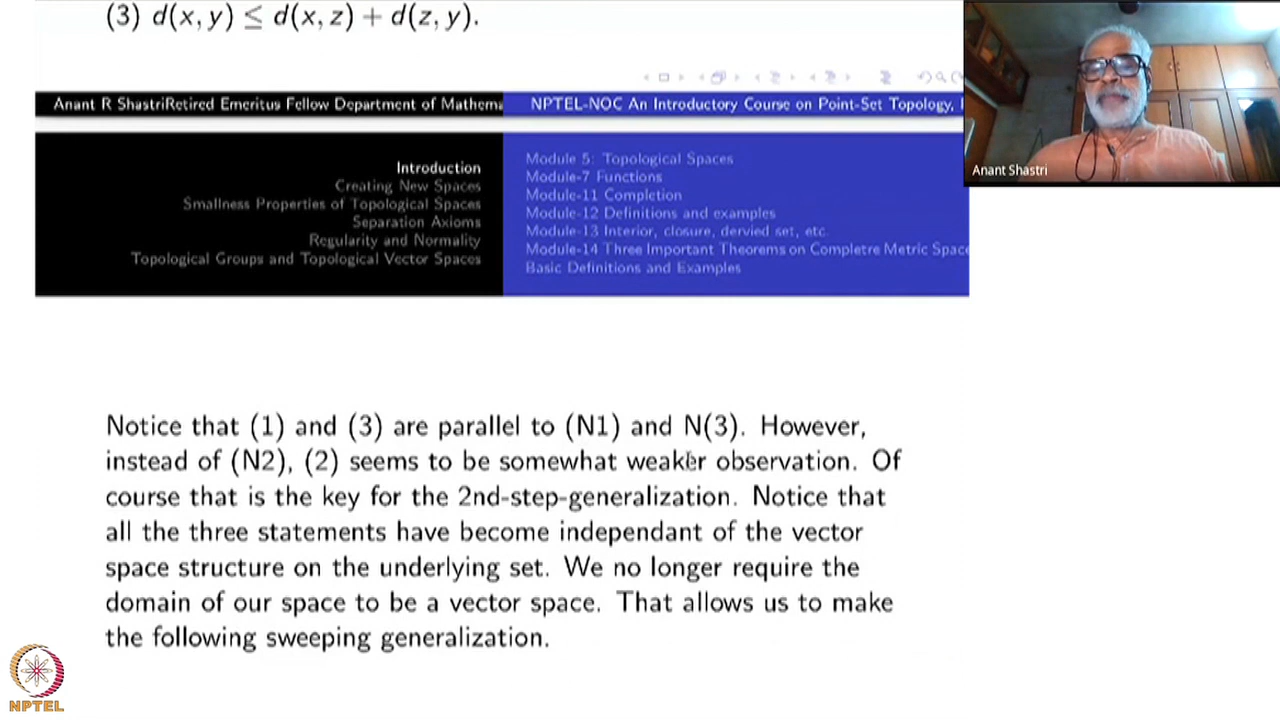 (3) d(x, y) ≤ d(x, z) + d(z, y).
Anant Shastri
Anant R ShastriRetired Emeritus Fellow Department of Mathema
NPTEL-NOC An Introductory Course on Point-Set Topology,
Introduction
Creating New Spaces
Smallness Properties of Topological Spaces
Separation Axioms
Regularity and Normality
Topological Groups and Topological Vector Spaces
Module 5: Topological Spaces
Module-7 Functions
Module-11 Completion
Module-12 Definitions and examples
Module-13 Interior, closure, dervied set, etc
Module-14 Three Important Theorems on Completre Metric Space
Basic Definitions and Examples
Notice that (1) and (3) are parallel to (N1) and N(3). However,
instead of (N2), (2) seems to be somewhat weaker observation. Of
course that is the key for the 2nd-step-generalization. Notice that
all the three statements have become independant of the vector
space structure on the underlying set. We no longer require the
domain of our space to be a vector space. That allows us to make
the following sweeping generalization.
NPTEL